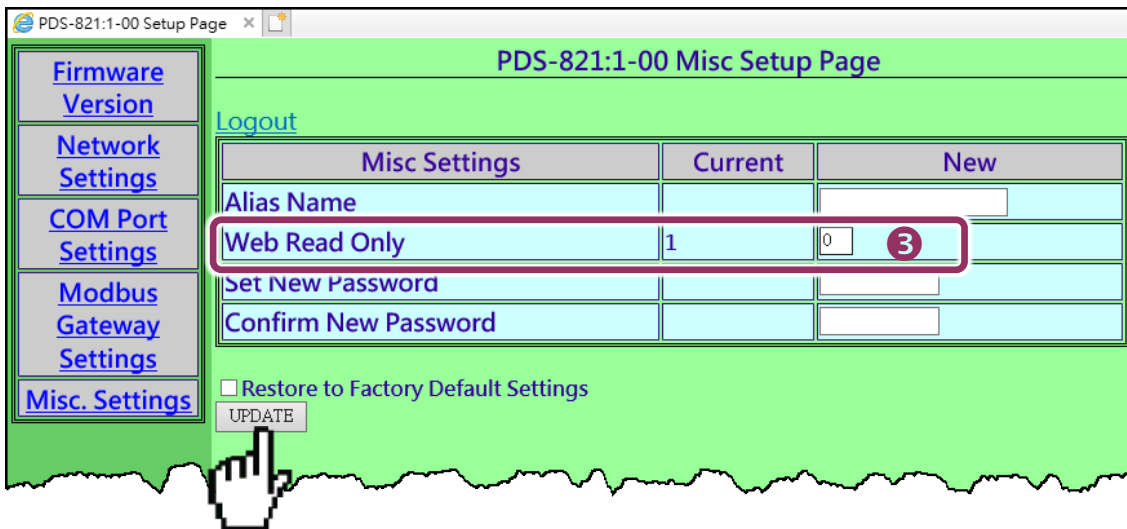 PDS-821:1-00 Setup Page
Firmware
Version
Network
Settings
COM Port
Settings
Modbus
Gateway
Settings
Misc. Settings
PDS-821:1-00 Misc Setup Page
Logout
Misc Settings Current New
Alias Name
Web Read Only 1 0 ❸
Set New Password
Confirm New Password
Restore to Factory Default Settings
UPDATE